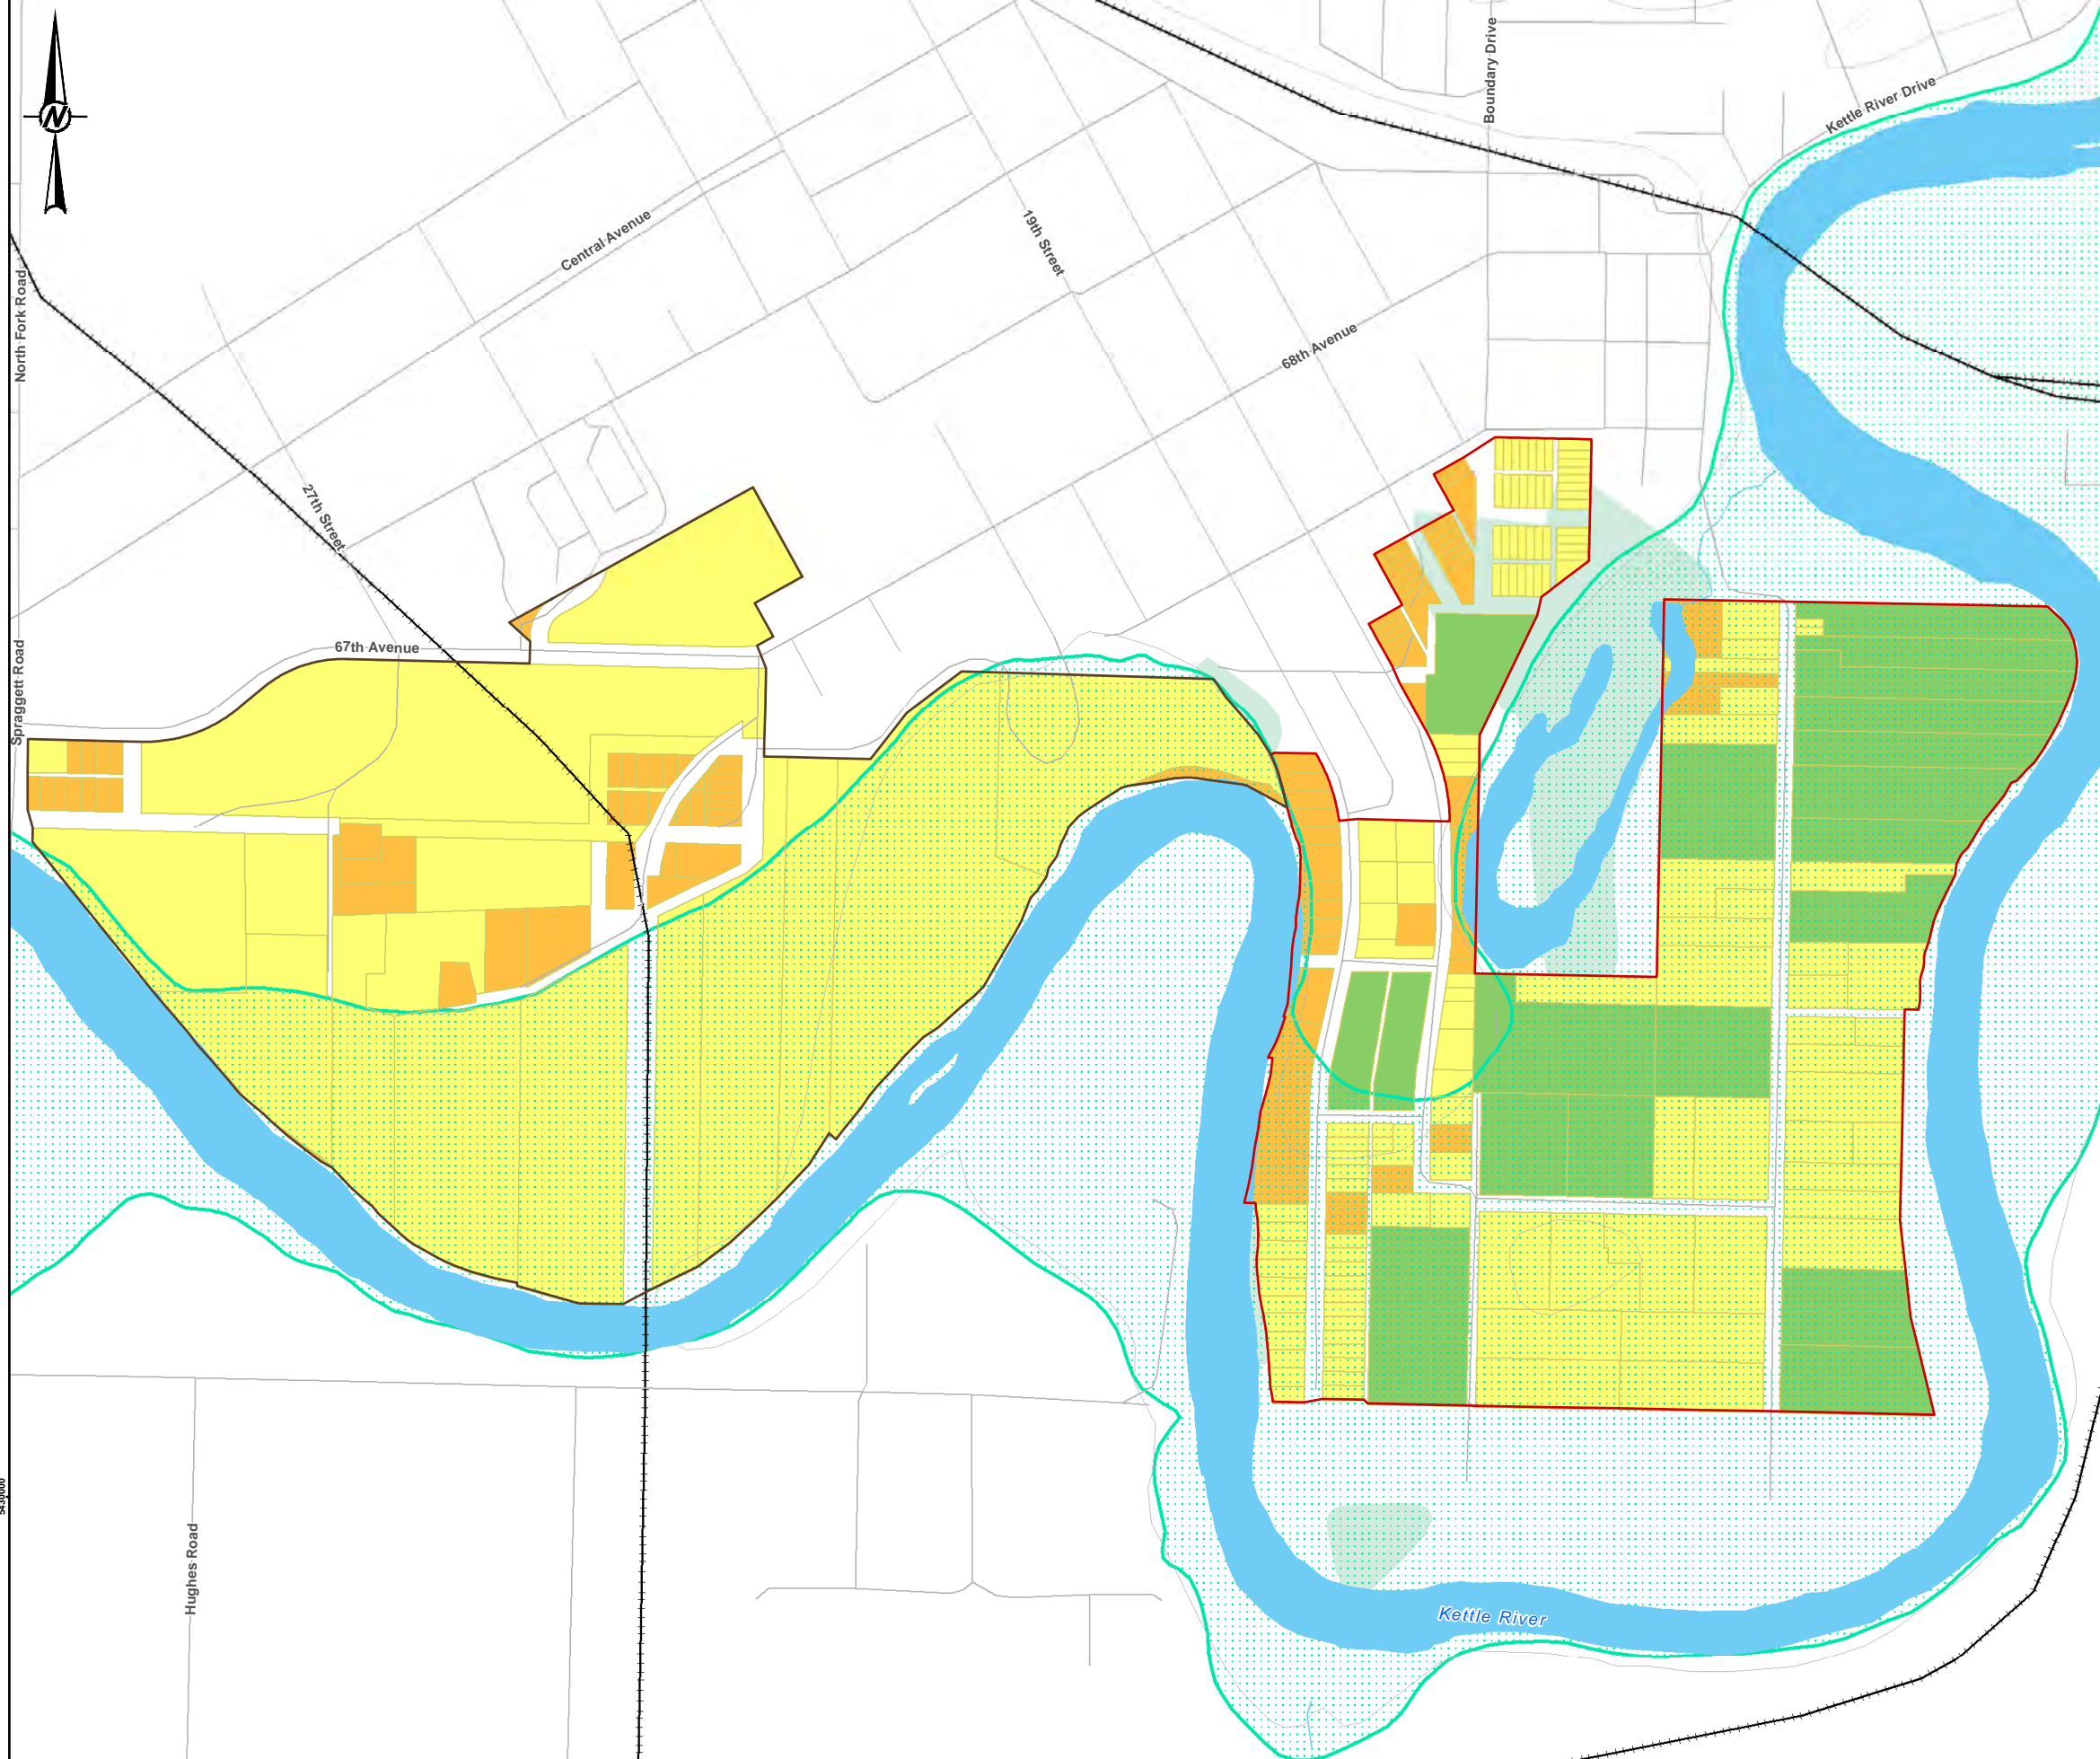 Boundary Drive
Kettle River Drive
N
Central Avenue
19th Street
North Fork Road
68th Avenue
27th Street
67th Avenue
Spraggett Road
5430000
Hughes Road
Kettle River